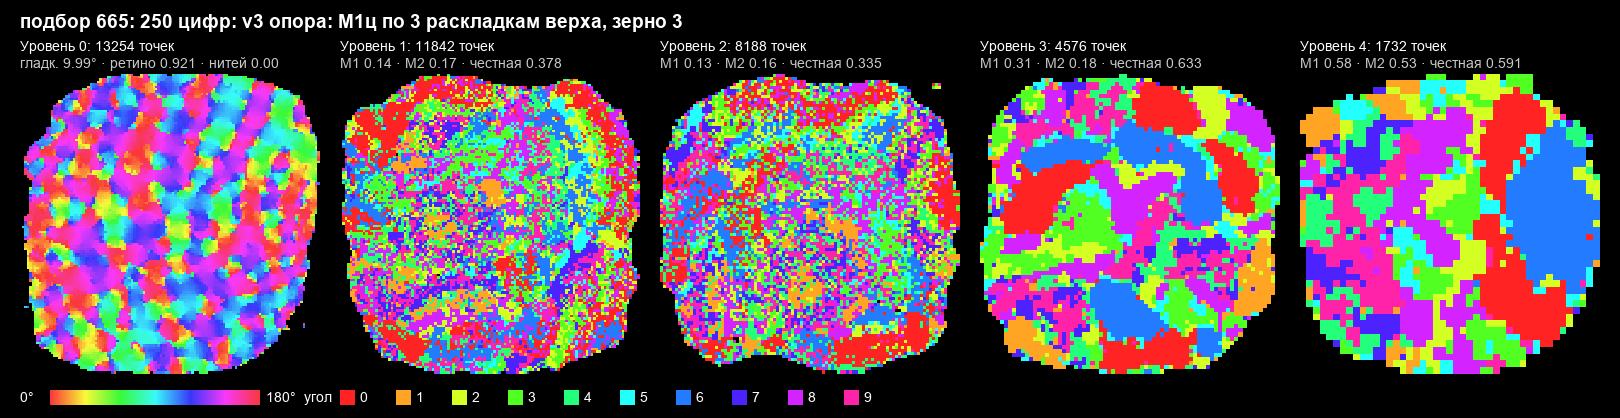 подбор 665: 250 цифр: v3 опора: М1ц по 3 раскладкам верха, зерно 3
Уровень 0: 13254 точек
гладк. 9.99° · ретино 0.921 · нитей 0.00
Уровень 1: 11842 точек
М1 0.14 · М2 0.17 · честная 0.378
Уровень 2: 8188 точек
М1 0.13 · М2 0.16 · честная 0.335
Уровень 3: 4576 точек
М1 0.31 · М2 0.18 · честная 0.633
Уровень 4: 1732 точек
М1 0.58 · М2 0.53 · честная 0.591
0° 180° угол 0 1 2 3 4 5 6 7 8 9